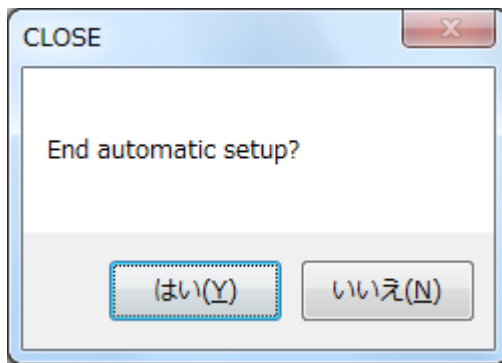 CLOSE
End automatic setup?
はい(Y) いいえ(N)